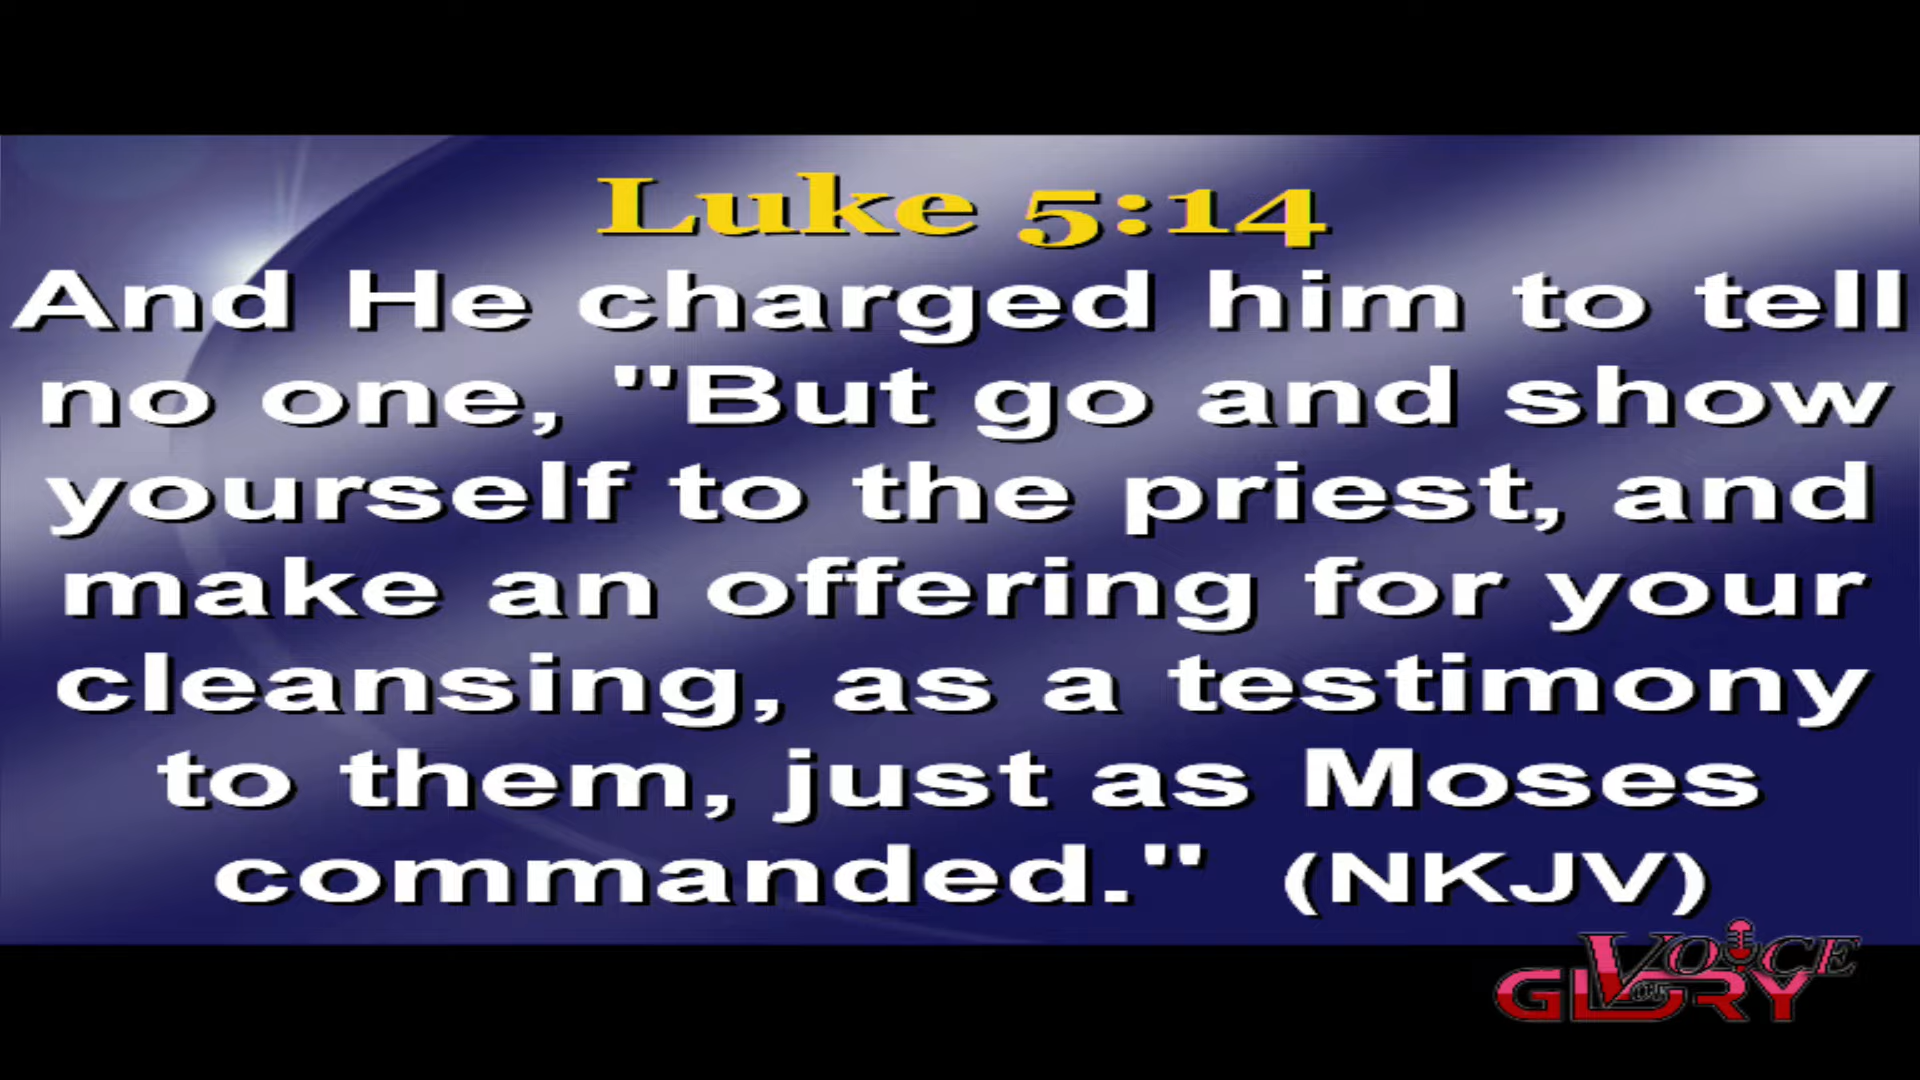 Luke 5:14
And He charged him to tell
no one, "But go and show
yourself to the priest, and
make an offering for your
cleansing, as a testimony
to them, just as Moses
commanded." (NKJV)
VOICE
OF
GLORY